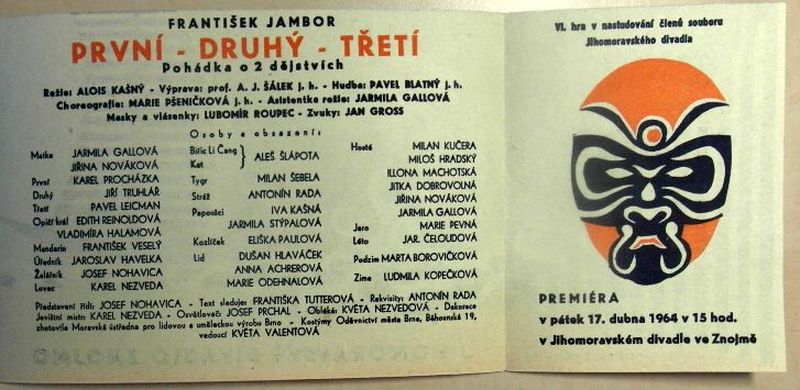 FRANTIŠEK JAMBOR
PRVNÍ - DRUHÝ - TŘETÍ
Pohádka o 2 dějstvích
Režie: ALOIS KAŠNÝ - Výprava: prof. A. J. ŠÁLEK j. h. - Hudba: PAVEL BLATNÝ j. h.
Choreografie: MARIE PŠENIČKOVÁ j. h. - Asistentka režie: JARMILA GALLOVÁ
Masky a vlásenky: LUBOMÍR ROUPEC - Zvuky: JAN GROSS
Osoby a obsazení:
Matka JARMILA GALLOVÁ
JIŘINA NOVÁKOVÁ
První KAREL PROCHÁZKA
Druhý JIŘÍ TRUHLÁŘ
Třetí PAVEL LEICMAN
Opičí král EDITH REINOLDOVÁ
VLADIMÍRA HALAMOVÁ
Mandarin FRANTIŠEK VESELÝ
Úředník JAROSLAV HAVELKA
Žalářník JOSEF NOHAVICA
Lovec KAREL NEZVEDA
Biřic Li Čang
Kat
ALEŠ ŠLÁPOTA
Tygr MILAN ŠEBELA
Stráž ANTONÍN RADA
Papoušci IVA KAŠNÁ
JARMILA STÝPALOVÁ
Kozlíček ELIŠKA PAULOVÁ
Lid DUŠAN HLAVÁČEK
ANNA ACHREROVÁ
MARIE ODEHNALOVÁ
Hosté MILAN KUČERA
MILOŠ HRADSKÝ
ILLONA MACHOTSKÁ
JITKA DOBROVOLNÁ
JIŘINA NOVÁKOVÁ
JARMILA GALLOVÁ
Jaro MARIE PEVNÁ
Léto JAR. ČELOUDOVÁ
Podzim MARTA BOROVIČKOVÁ
Zima LUDMILA KOPEČKOVÁ
Představení řídí: JOSEF NOHAVICA - Text sleduje: FRANTIŠKA TUTTEROVÁ - Rekvisity: ANTONÍN RADA
Jevištní mistr: KAREL NEZVEDA - Osvětlovač: JOSEF PRCHAL - Oblékár: KVĚTA NEZVEDOVÁ - Dekorace
zhotovila Moravská ústředna pro lidovou a uměleckou výrobu Brno - Kostýmy Oděvnictví města Brna, Běhounská 19,
vedoucí KVĚTA VALENTOVÁ
VI. hra v nastudování členů souboru
Jihomoravského divadla
PREMIÉRA
v pátek 17. dubna 1964 v 15 hod.
v Jihomoravském divadle ve Znojmě